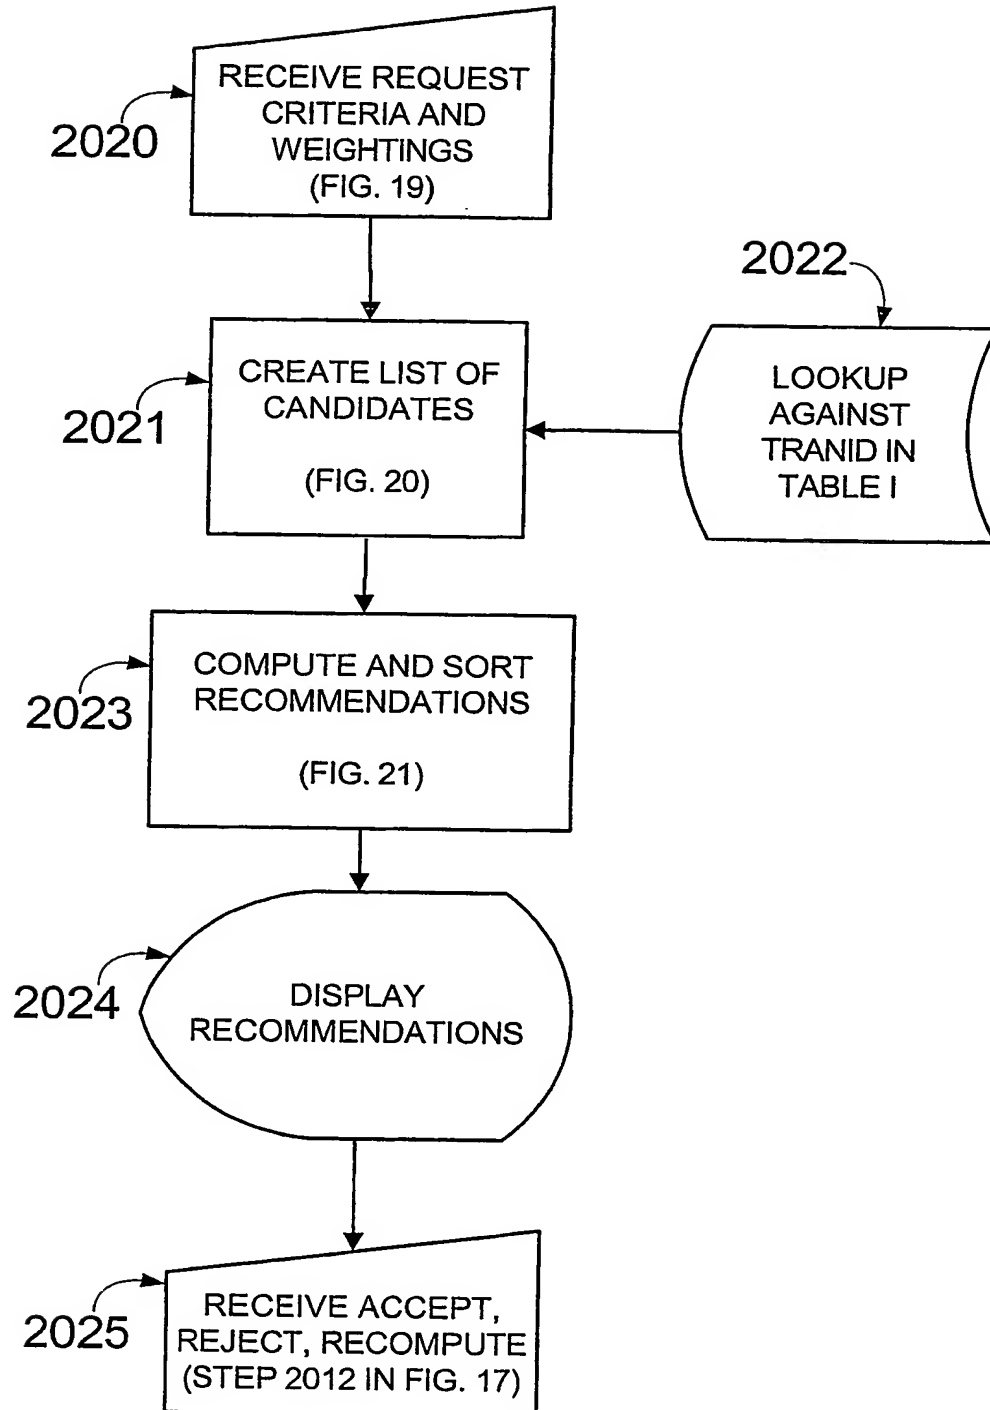 RECEIVE REQUEST
CRITERIA AND
WEIGHTINGS
(FIG. 19)
2020
2022
CREATE LIST OF
CANDIDATES
(FIG. 20)
2021
LOOKUP
AGAINST
TRANID IN
TABLE I
COMPUTE AND SORT
RECOMMENDATIONS
(FIG. 21)
2023
DISPLAY
RECOMMENDATIONS
2024
RECEIVE ACCEPT,
REJECT, RECOMPUTE
(STEP 2012 IN FIG. 17)
2025